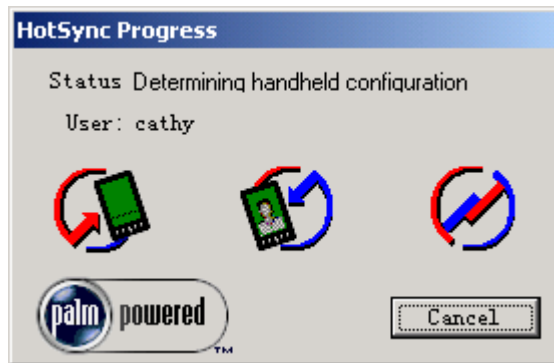 HotSync Progress
Status Determining handheld configuration
User: cathy
palm powered
TM
Cancel